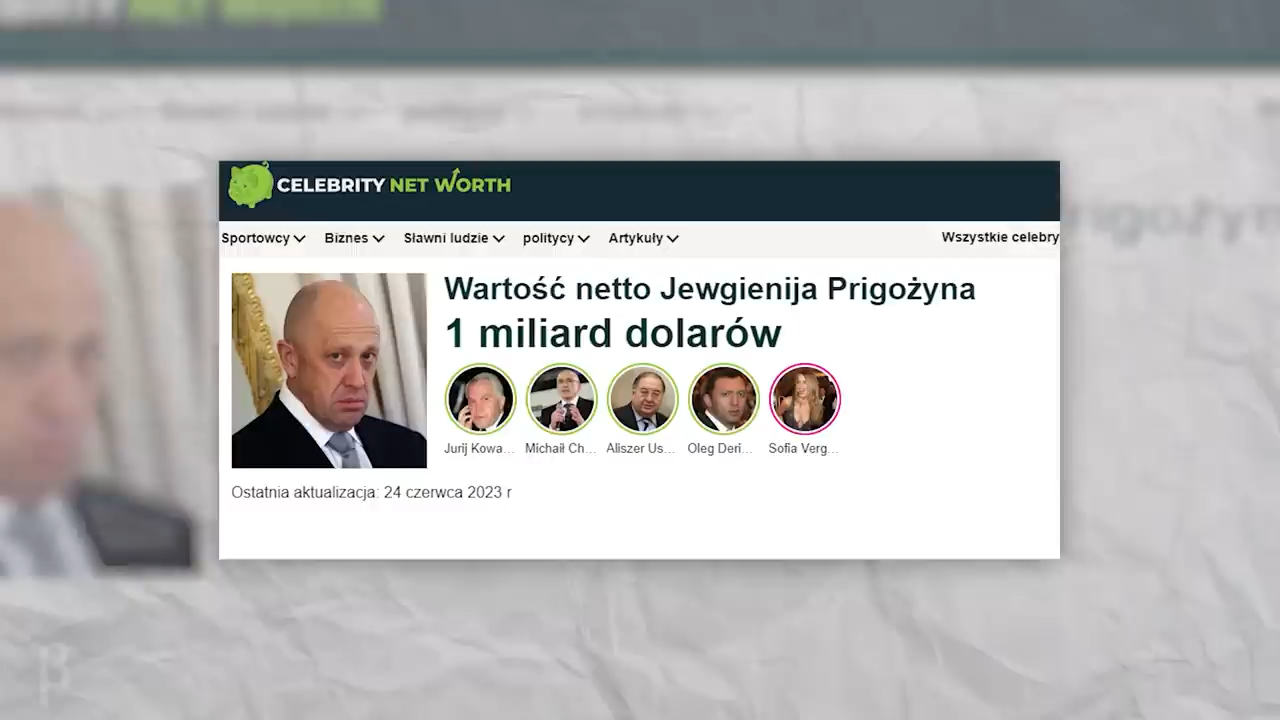 CELEBRITY NET WORTH
Sportowcy Biznes Sławni ludzie politycy Artykuły Wszystkie celebry
Wartość netto Jewgienija Prigożyna
1 miliard dolarów
Jurij Kowa... Michaił Ch... Aliszer Us... Oleg Deri... Sofia Verg...
Ostatnia aktualizacja: 24 czerwca 2023 r